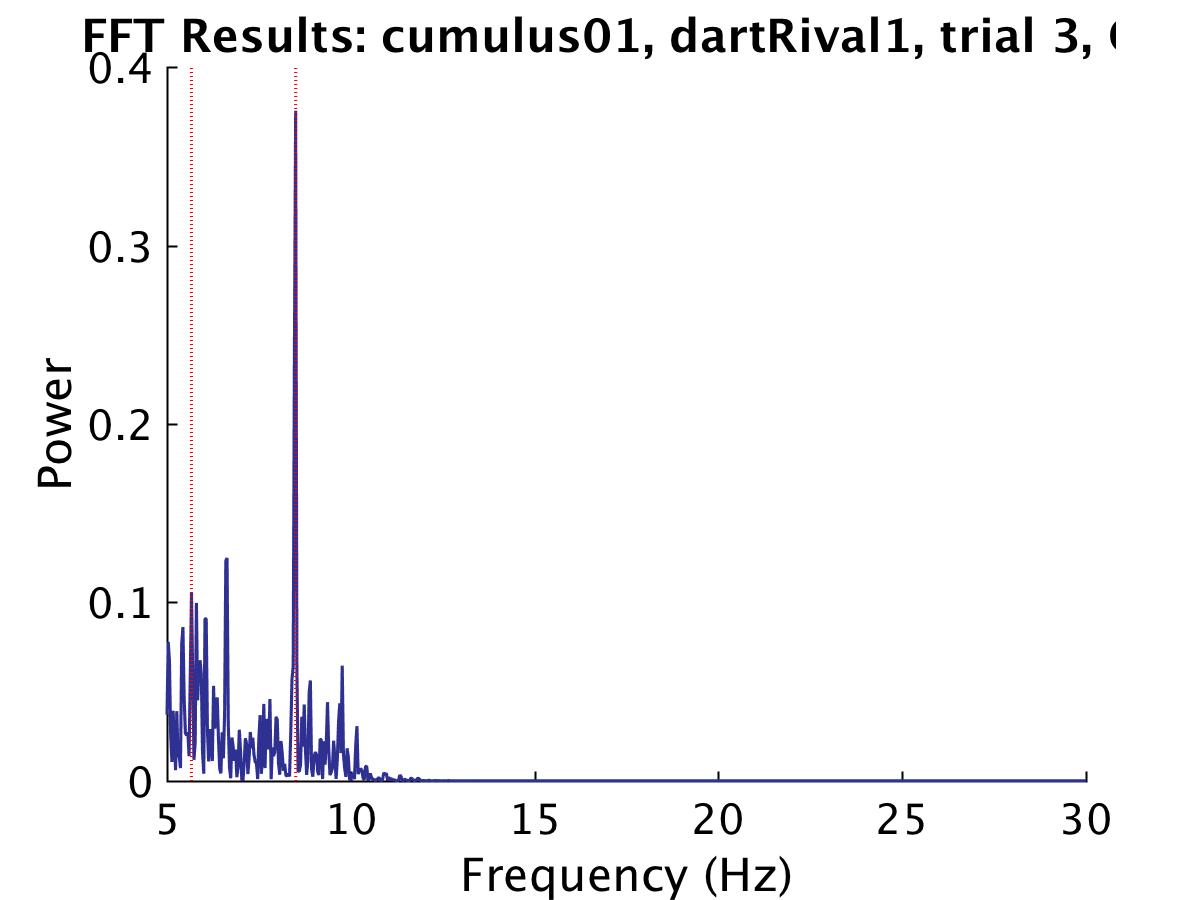 FFT Results: cumulus01, dartRival1, trial 3,
0.4
0.3
0.2
0.1
0
Power
5 10 15 20 25 30
Frequency (Hz)